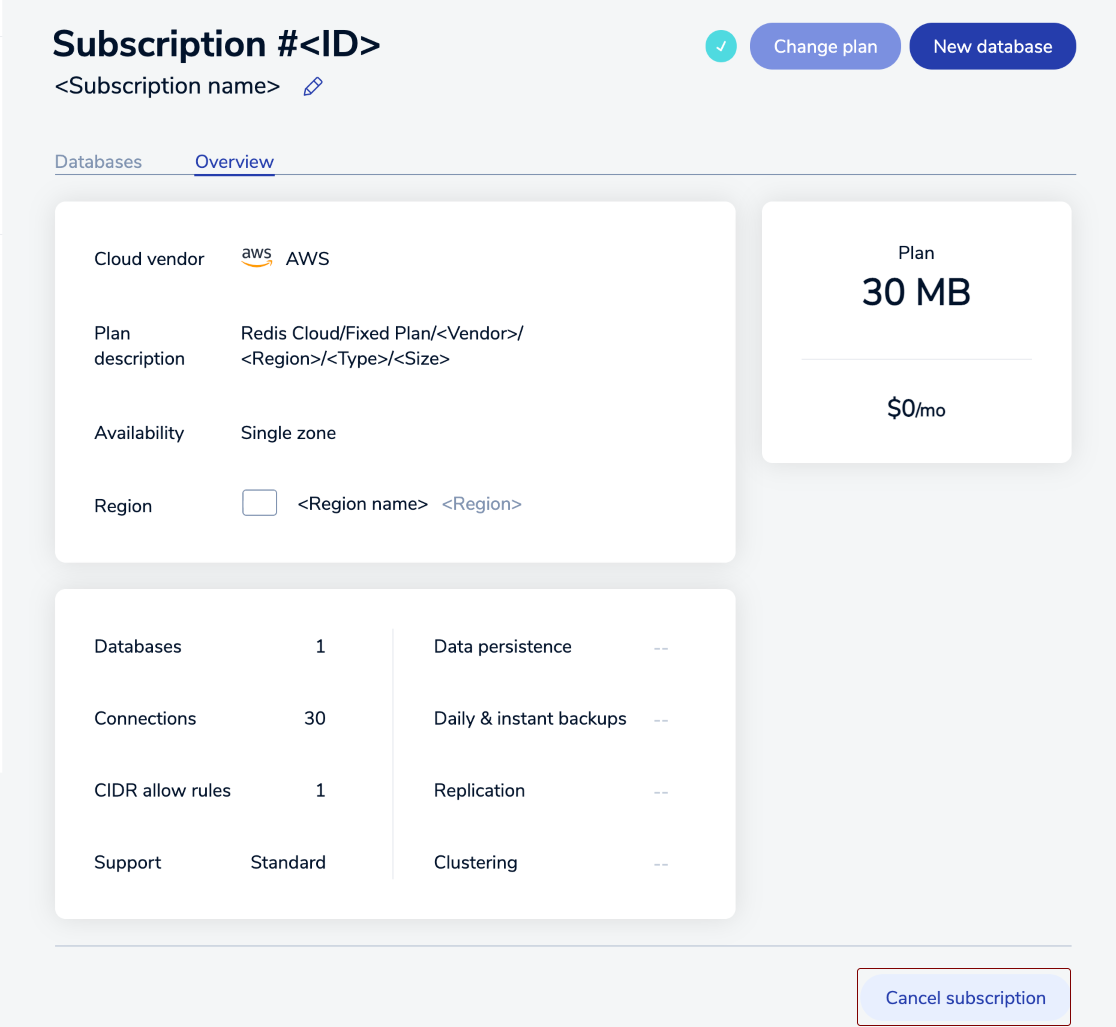 Subscription #<ID>
Change plan
New database
<Subscription name>
Databases
Overview
Cloud vendor
aws
AWS
Plan description
Redis Cloud/Fixed Plan/<Vendor>/
<Region>/<Type>/<Size>
Availability
Single zone
Region
<Region name> <Region>
Plan
30 MB
$0/mo
Databases 1
Connections 30
CIDR allow rules 1
Support Standard
Data persistence --
Daily & instant backups --
Replication --
Clustering --
Cancel subscription